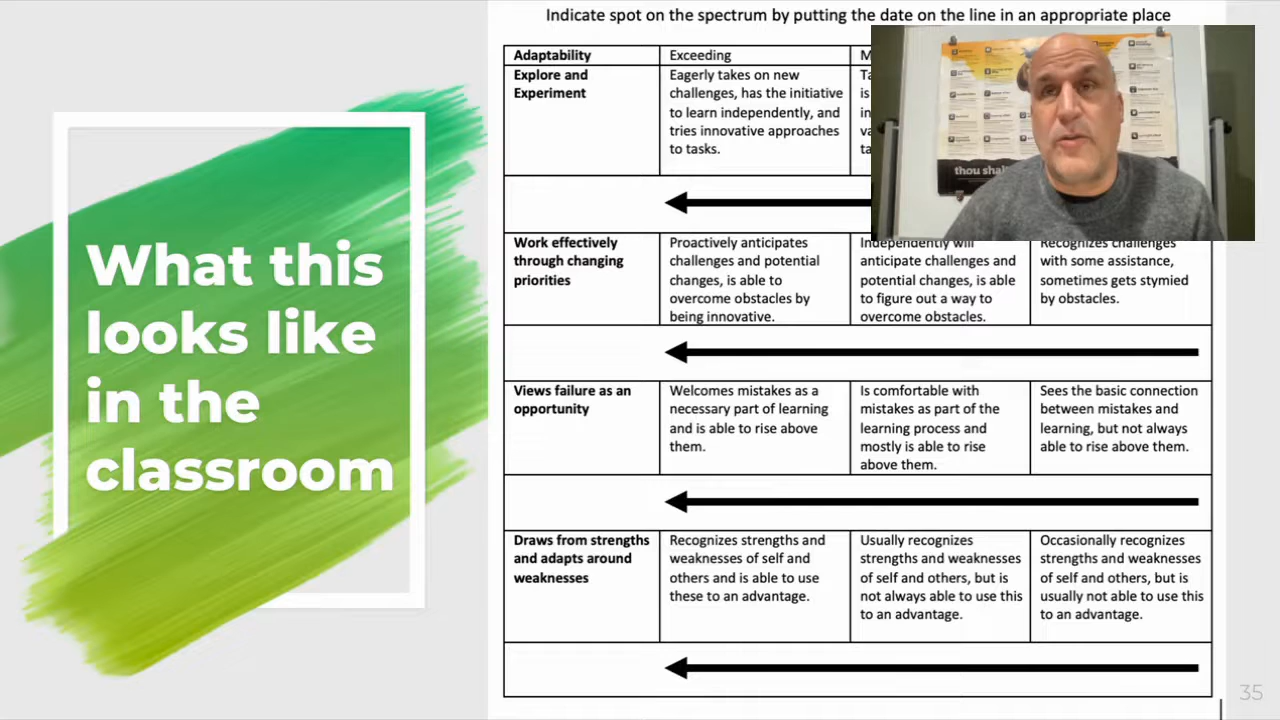 Indicate spot on the spectrum by putting the date on the line in an appropriate place
What this
looks like
in the
classroom
Adaptability
Exceeding
Explore and
Experiment
Eagerly takes on new
challenges, has the initiative
to learn independently, and
tries innovative approaches
to tasks.
thou shal
Work effectively
through changing
priorities
Proactively anticipates
challenges and potential
changes, is able to
overcome obstacles by
being innovative.
Independently will
anticipate challenges and
potential changes, is able
to figure out a way to
overcome obstacles.
Recognizes challenges
with some assistance,
sometimes gets stymied
by obstacles.
Views failure as an
opportunity
Welcomes mistakes as a
necessary part of learning
and is able to rise above
them.
Is comfortable with
mistakes as part of the
learning process and
mostly is able to rise
above them.
Sees the basic connection
between mistakes and
learning, but not always
able to rise above them.
Draws from strengths
and adapts around
weaknesses
Recognizes strengths and
weaknesses of self and
others and is able to use
these to an advantage.
Usually recognizes
strengths and weaknesses
of self and others, but is
not always able to use this
to an advantage.
Occasionally recognizes
strengths and weaknesses
of self and others, but is
usually not able to use this
to an advantage.
35